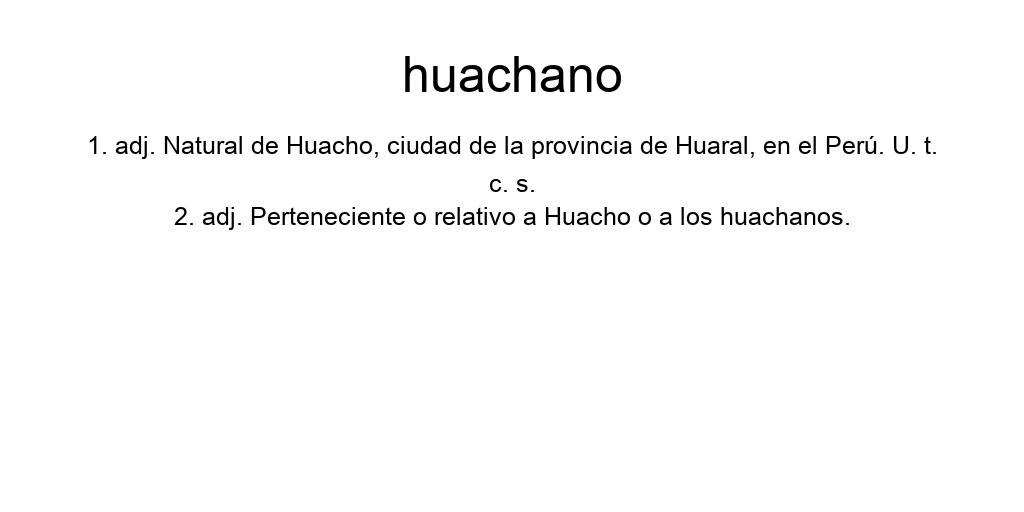 huachano
1. adj. Natural de Huacho, ciudad de la provincia de Huaral, en el Perú. U. t.
c. s.
2. adj. Perteneciente o relativo a Huacho o a los huachanos.